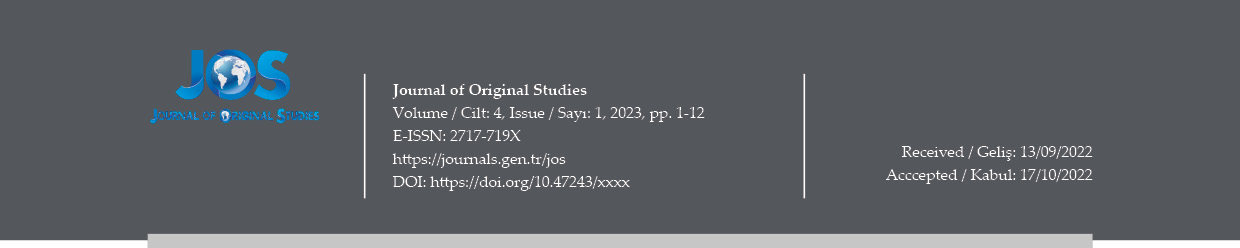 JOS
JOURNAL OF ORIGINAL STUDIES
Journal of Original Studies
Volume / Cilt: 4, Issue / Sayı: 1, 2023, pp. 1-12
E-ISSN: 2717-719X
https://journals.gen.tr/jos
DOI: https://doi.org/10.47243/xxxx
Received / Geliş: 13/09/2022
Acccepted / Kabul: 17/10/2022